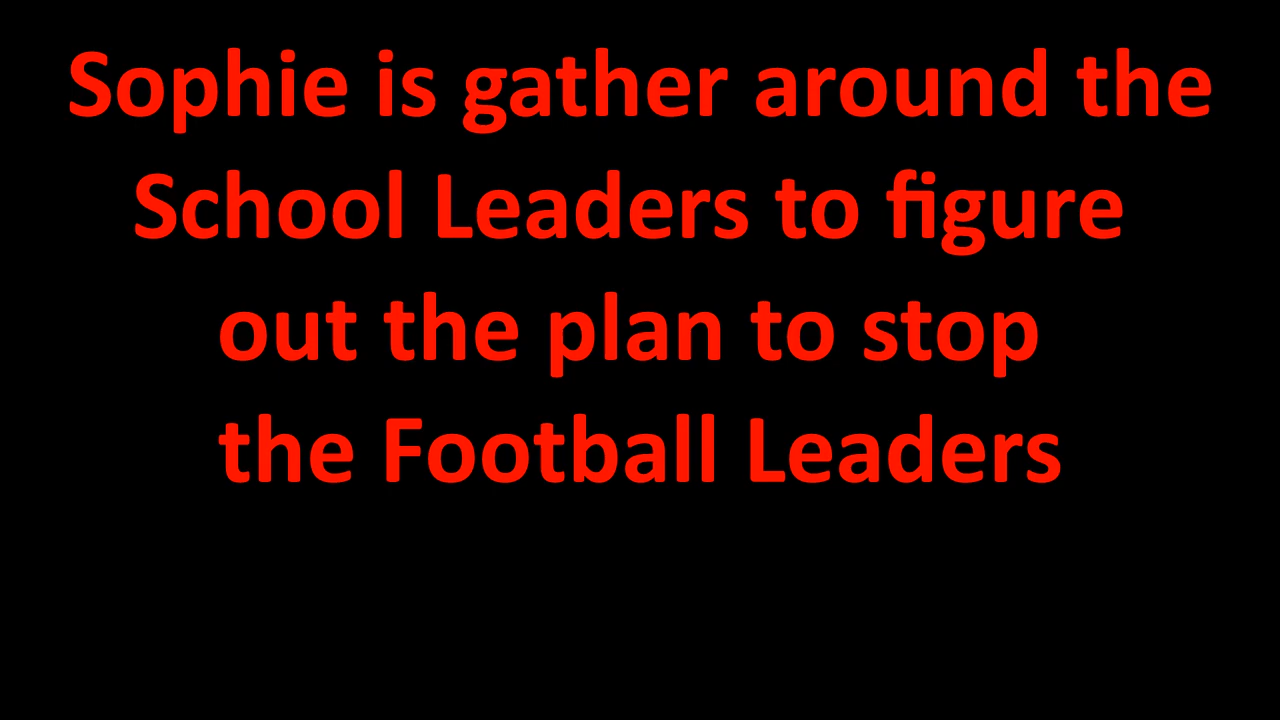 Sophie is gather around the
School Leaders to figure
out the plan to stop
the Football Leaders